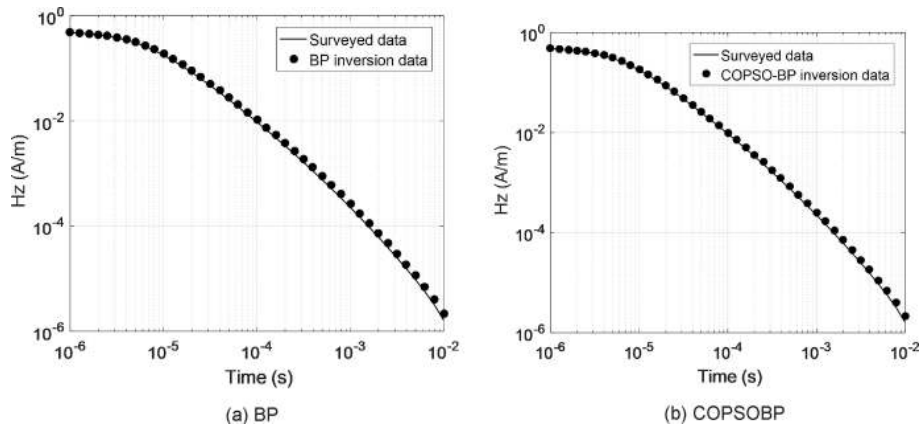 10^0
10^-2
10^-4
10^-6
Hz (A/m)
Surveyed data
BP inversion data
10^-6 10^-5 10^-4 10^-3 10^-2
Time (s)
(a) BP
10^0
10^-2
10^-4
10^-6
Hz (A/m)
Surveyed data
COPSO-BP inversion data
10^-6 10^-5 10^-4 10^-3 10^-2
Time (s)
(b) COPSOBP